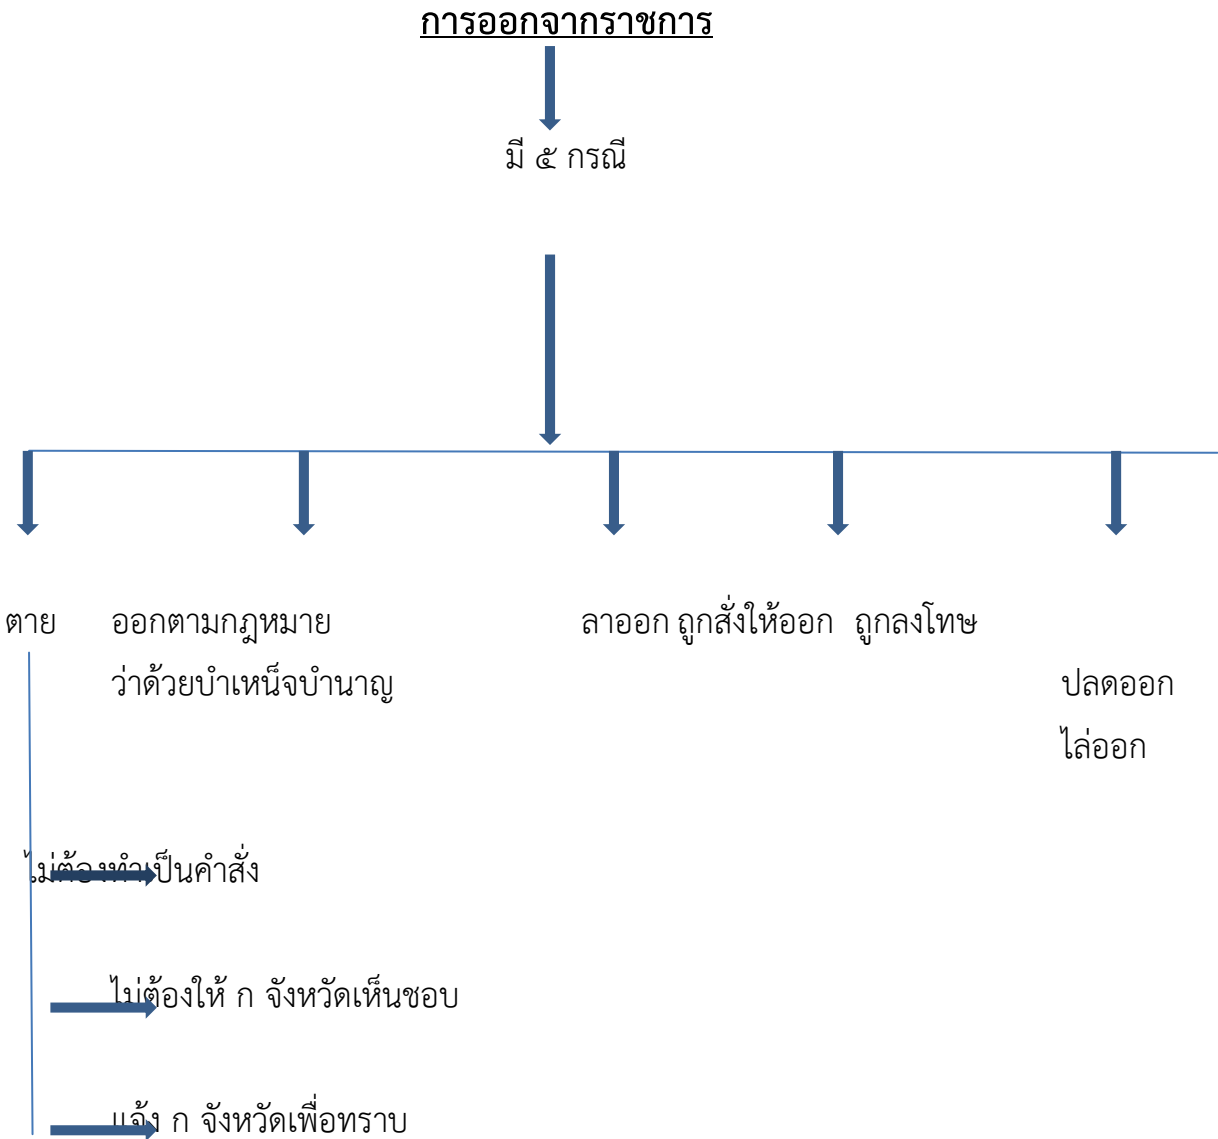 การออกจากราชการ
มี ๕ กรณี
ตาย ออกตามกฎหมาย ลาออก ถูกสั่งให้ออก ถูกลงโทษ
ว่าด้วยบำเหน็จบำนาญ ปลดออก
ไล่ออก
ไม่ต้องทำเป็นคำสั่ง
ไม่ต้องให้ ก จังหวัดเห็นชอบ
แจ้ง ก จังหวัดเพื่อทราบ